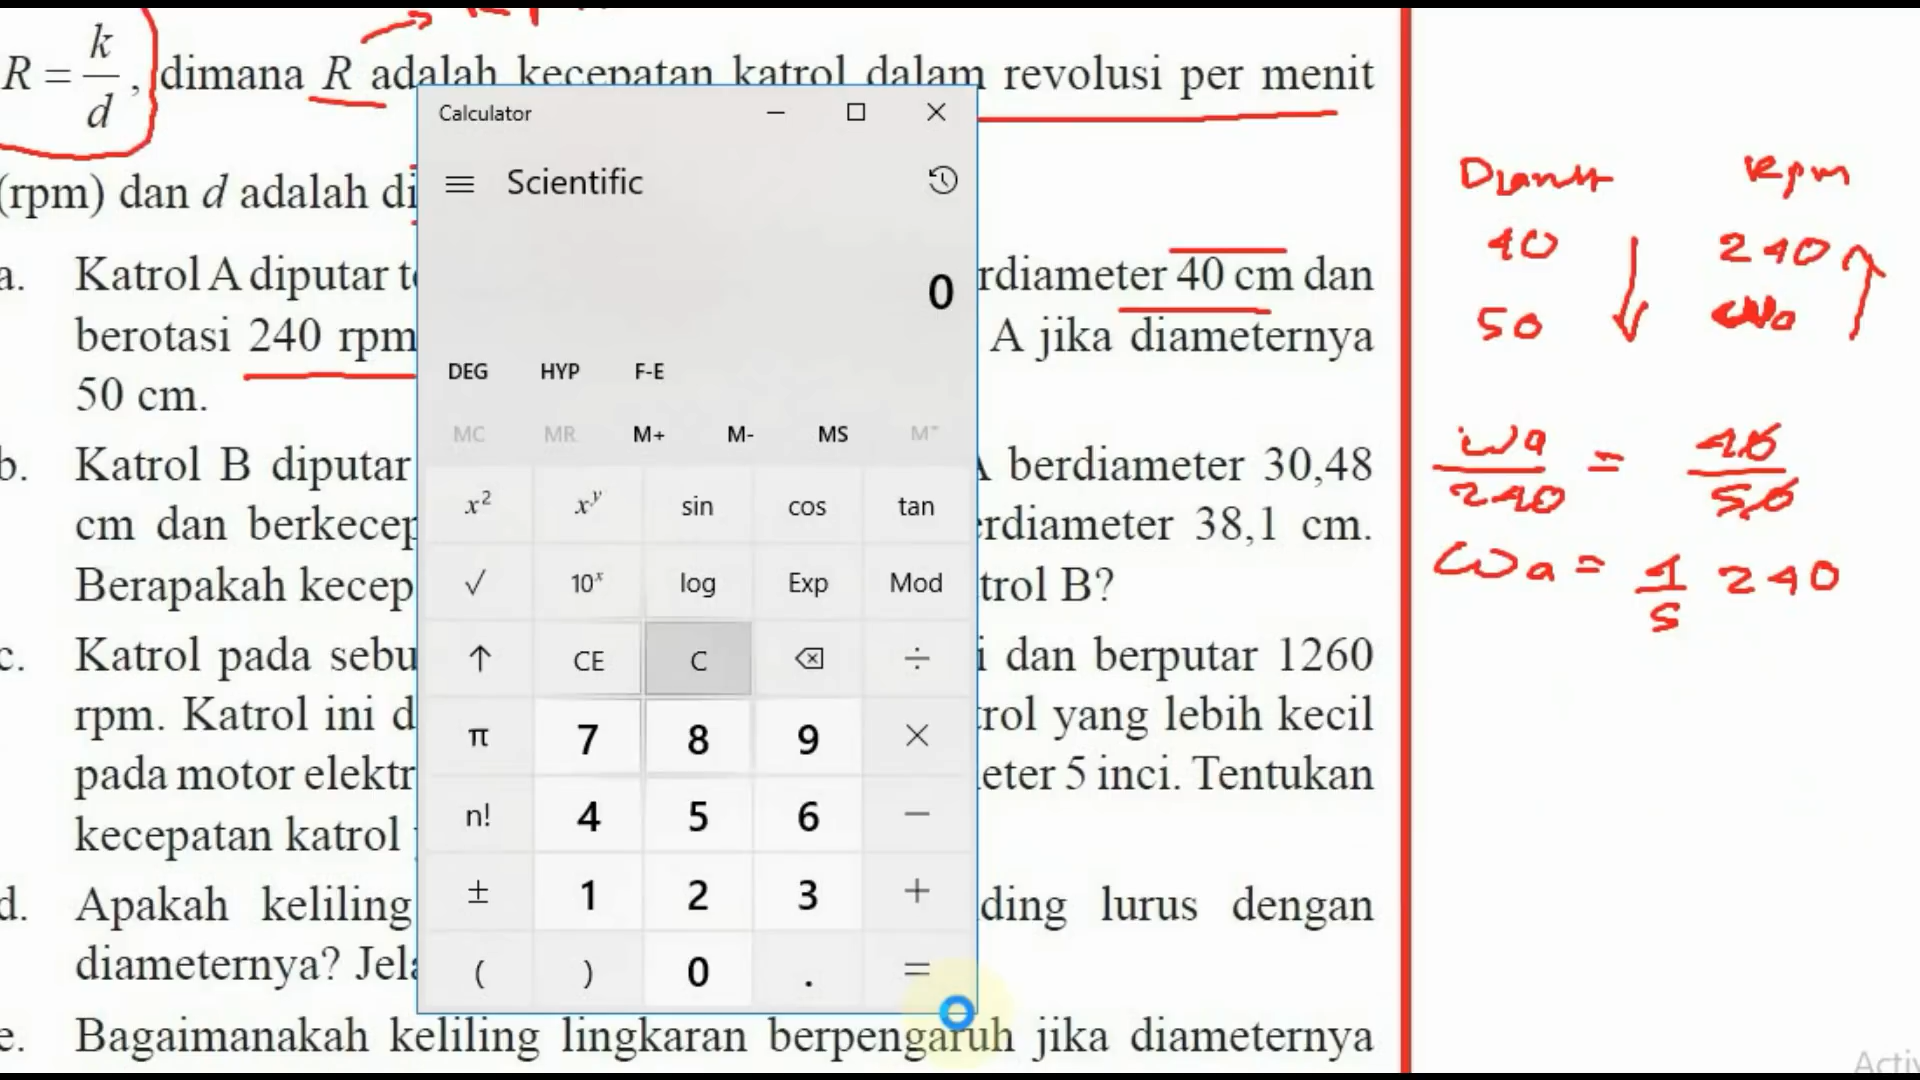 R = k/d, dimana R adalah kecepatan katrol dalam revolusi per menit
(rpm) dan d adalah di
a. Katrol A diputar rdiameter 40 cm dan
berotasi 240 rpm A jika diameternya
50 cm.
b. Katrol B diputar A berdiameter 30,48
cm dan berkecep erdiameter 38,1 cm.
Berapakah kecep trol B?
c. Katrol pada sebu i dan berputar 1260
rpm. Katrol ini d trol yang lebih kecil
pada motor elektr eter 5 inci. Tentukan
kecepatan katrol
d. Apakah keliling ding lurus dengan
diameternya? Jela
e. Bagaimanakah keliling lingkaran berpengaruh jika diameternya
Calculator
Scientific
0
DEG HYP F-E
MC MR M+ M- MS M˅
x² xʸ sin cos tan
√ 10ˣ log Exp Mod
↑ CE C ⌫ ÷
π 7 8 9 ×
n! 4 5 6 −
± 1 2 3 +
( ) 0 . =
Rpm
40 ↓ 240 ↑
50
ωa/240 = 40/50
ωa = 4/5 240
Activ